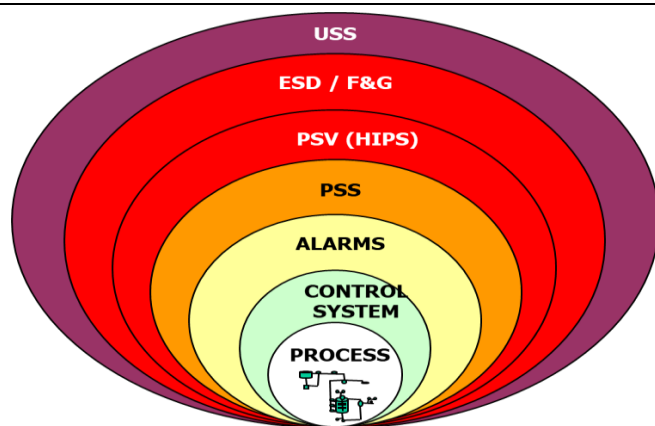 USS
ESD / F&G
PSV (HIPS)
PSS
ALARMS
CONTROL
SYSTEM
PROCESS